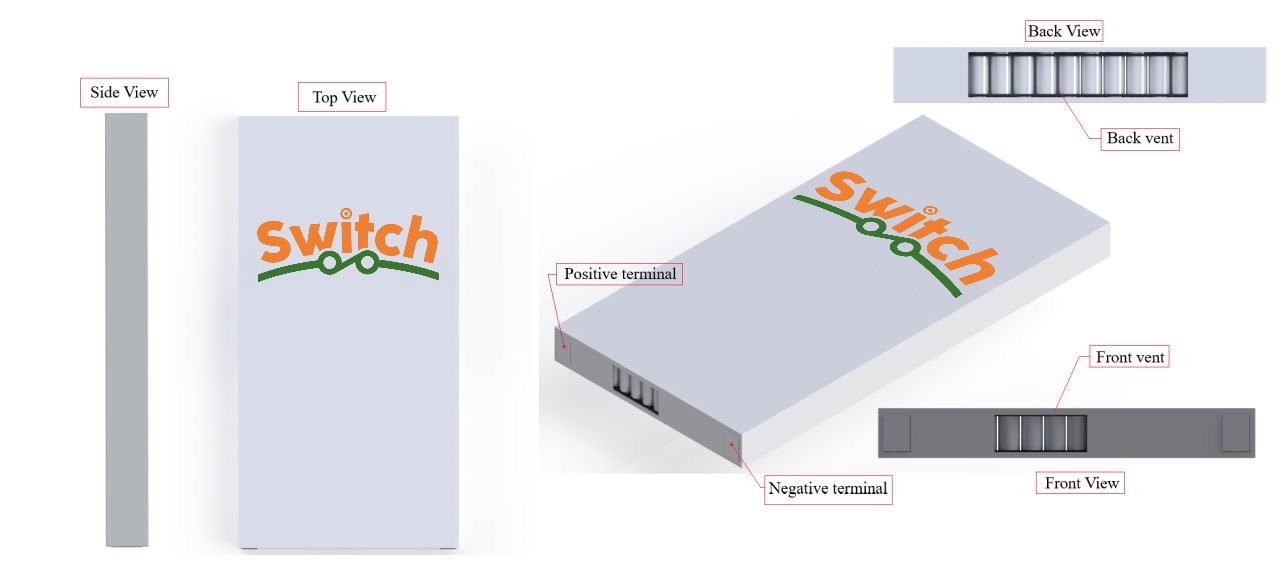 Side View
Top View
Switch
Back View
Back vent
Switch
Positive terminal
Negative terminal
Front vent
Front View